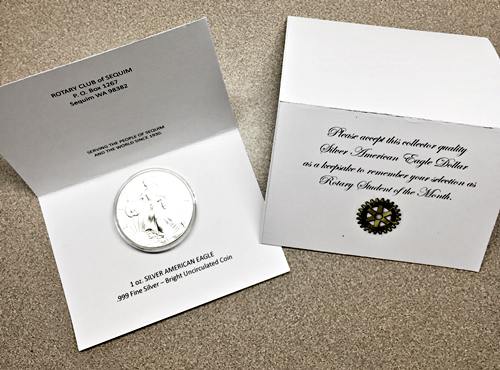 ROTARY CLUB of SEQUIM
P. O. Box 1267
Sequim WA 98382
SERVING THE PEOPLE OF SEQUIM
AND THE WORLD SINCE 1930.
1 oz. SILVER AMERICAN EAGLE
.999 Fine Silver – Bright Uncirculated Coin
Please accept this collector quality
Silver American Eagle Dollar
as a keepsake to remember your selection as
Rotary Student of the Month.